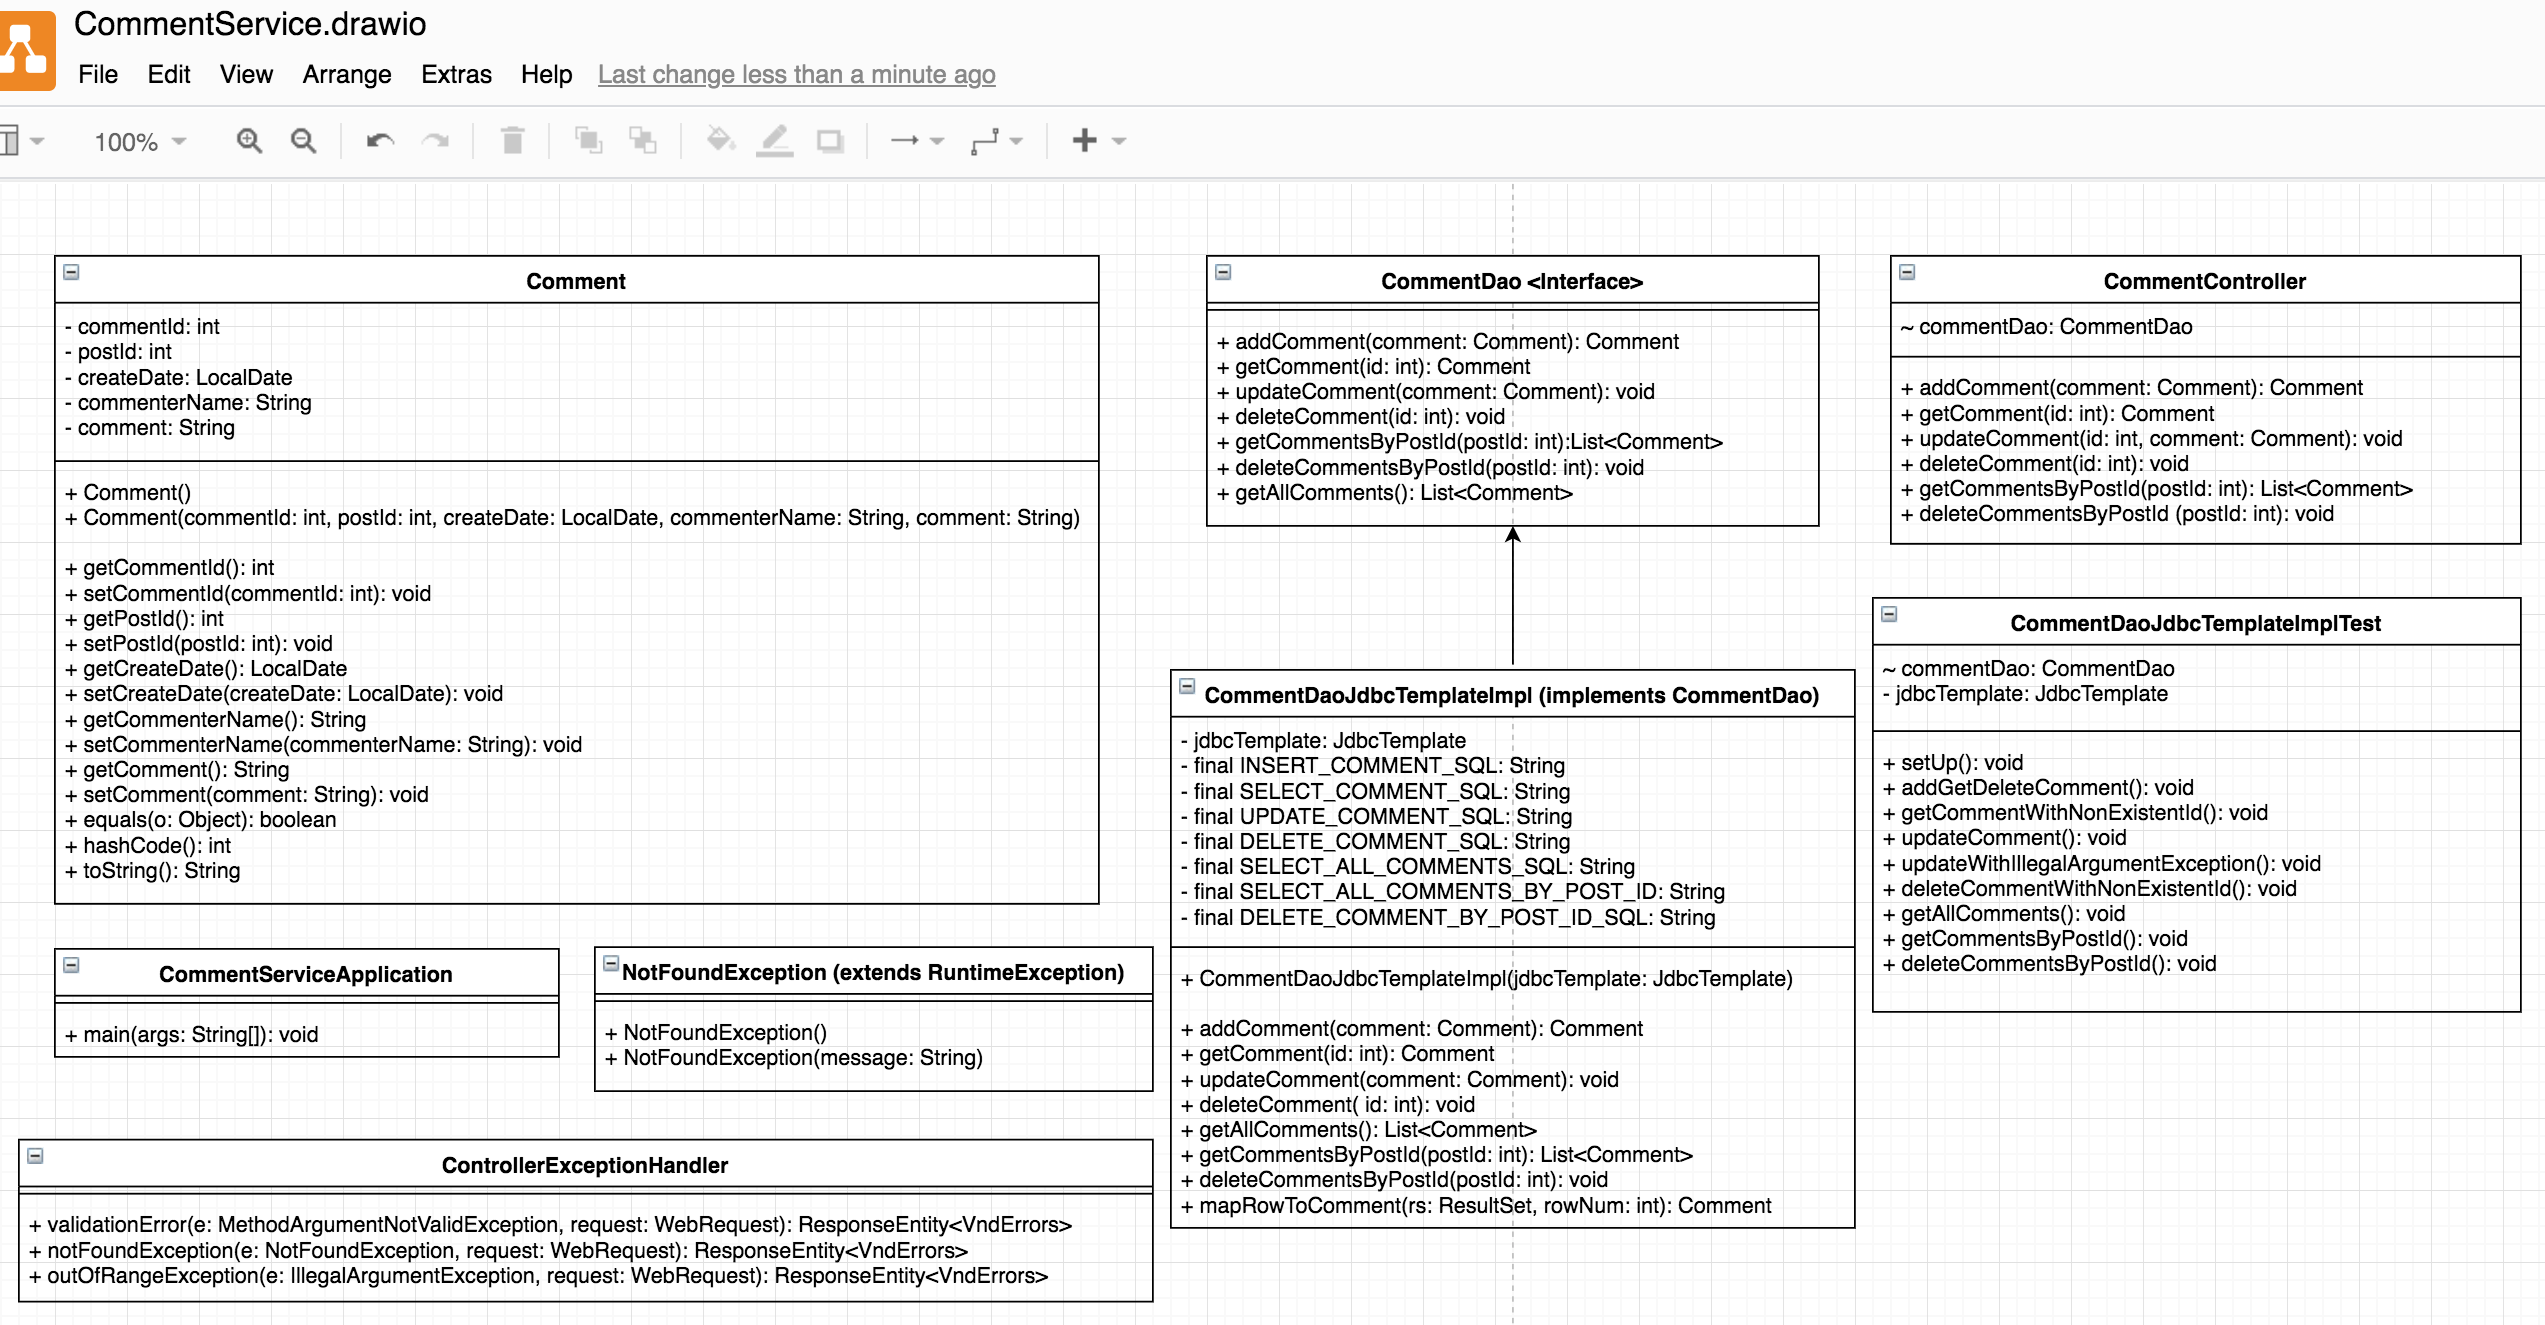 CommentService.drawio
File Edit View Arrange Extras Help Last change less than a minute ago
100%
Comment
- commentId: int
- postId: int
- createDate: LocalDate
- commenterName: String
- comment: String
+ Comment()
+ Comment(commentId: int, postId: int, createDate: LocalDate, commenterName: String, comment: String)
+ getCommentId(): int
+ setCommentId(commentId: int): void
+ getPostId(): int
+ setPostId(postId: int): void
+ getCreateDate(): LocalDate
+ setCreateDate(createDate: LocalDate): void
+ getCommenterName(): String
+ setCommenterName(commenterName: String): void
+ getComment(): String
+ setComment(comment: String): void
+ equals(o: Object): boolean
+ hashCode(): int
+ toString(): String
CommentDao <Interface>
+ addComment(comment: Comment): Comment
+ getComment(id: int): Comment
+ updateComment(comment: Comment): void
+ deleteComment(id: int): void
+ getCommentsByPostId(postId: int):List<Comment>
+ deleteCommentsByPostId(postId: int): void
+ getAllComments(): List<Comment>
CommentController
~ commentDao: CommentDao
+ addComment(comment: Comment): Comment
+ getComment(id: int): Comment
+ updateComment(id: int, comment: Comment): void
+ deleteComment(id: int): void
+ getCommentsByPostId(postId: int): List<Comment>
+ deleteCommentsByPostId (postId: int): void
CommentDaoJdbcTemplateImpl (implements CommentDao)
- jdbcTemplate: JdbcTemplate
- final INSERT_COMMENT_SQL: String
- final SELECT_COMMENT_SQL: String
- final UPDATE_COMMENT_SQL: String
- final DELETE_COMMENT_SQL: String
- final SELECT_ALL_COMMENTS_SQL: String
- final SELECT_ALL_COMMENTS_BY_POST_ID: String
- final DELETE_COMMENT_BY_POST_ID_SQL: String
+ CommentDaoJdbcTemplateImpl(jdbcTemplate: JdbcTemplate)
+ addComment(comment: Comment): Comment
+ getComment(id: int): Comment
+ updateComment(comment: Comment): void
+ deleteComment( id: int): void
+ getAllComments(): List<Comment>
+ getCommentsByPostId(postId: int): List<Comment>
+ deleteCommentsByPostId(postId: int): void
+ mapRowToComment(rs: ResultSet, rowNum: int): Comment
CommentDaoJdbcTemplateImplTest
~ commentDao: CommentDao
- jdbcTemplate: JdbcTemplate
+ setUp(): void
+ addGetDeleteComment(): void
+ getCommentWithNonExistentId(): void
+ updateComment(): void
+ updateWithIllegalArgumentException(): void
+ deleteCommentWithNonExistentId(): void
+ getAllComments(): void
+ getCommentsByPostId(): void
+ deleteCommentsByPostId(): void
CommentServiceApplication
+ main(args: String[]): void
NotFoundException (extends RuntimeException)
+ NotFoundException()
+ NotFoundException(message: String)
ControllerExceptionHandler
+ validationError(e: MethodArgumentNotValidException, request: WebRequest): ResponseEntity<VndErrors>
+ notFoundException(e: NotFoundException, request: WebRequest): ResponseEntity<VndErrors>
+ outOfRangeException(e: IllegalArgumentException, request: WebRequest): ResponseEntity<VndErrors>